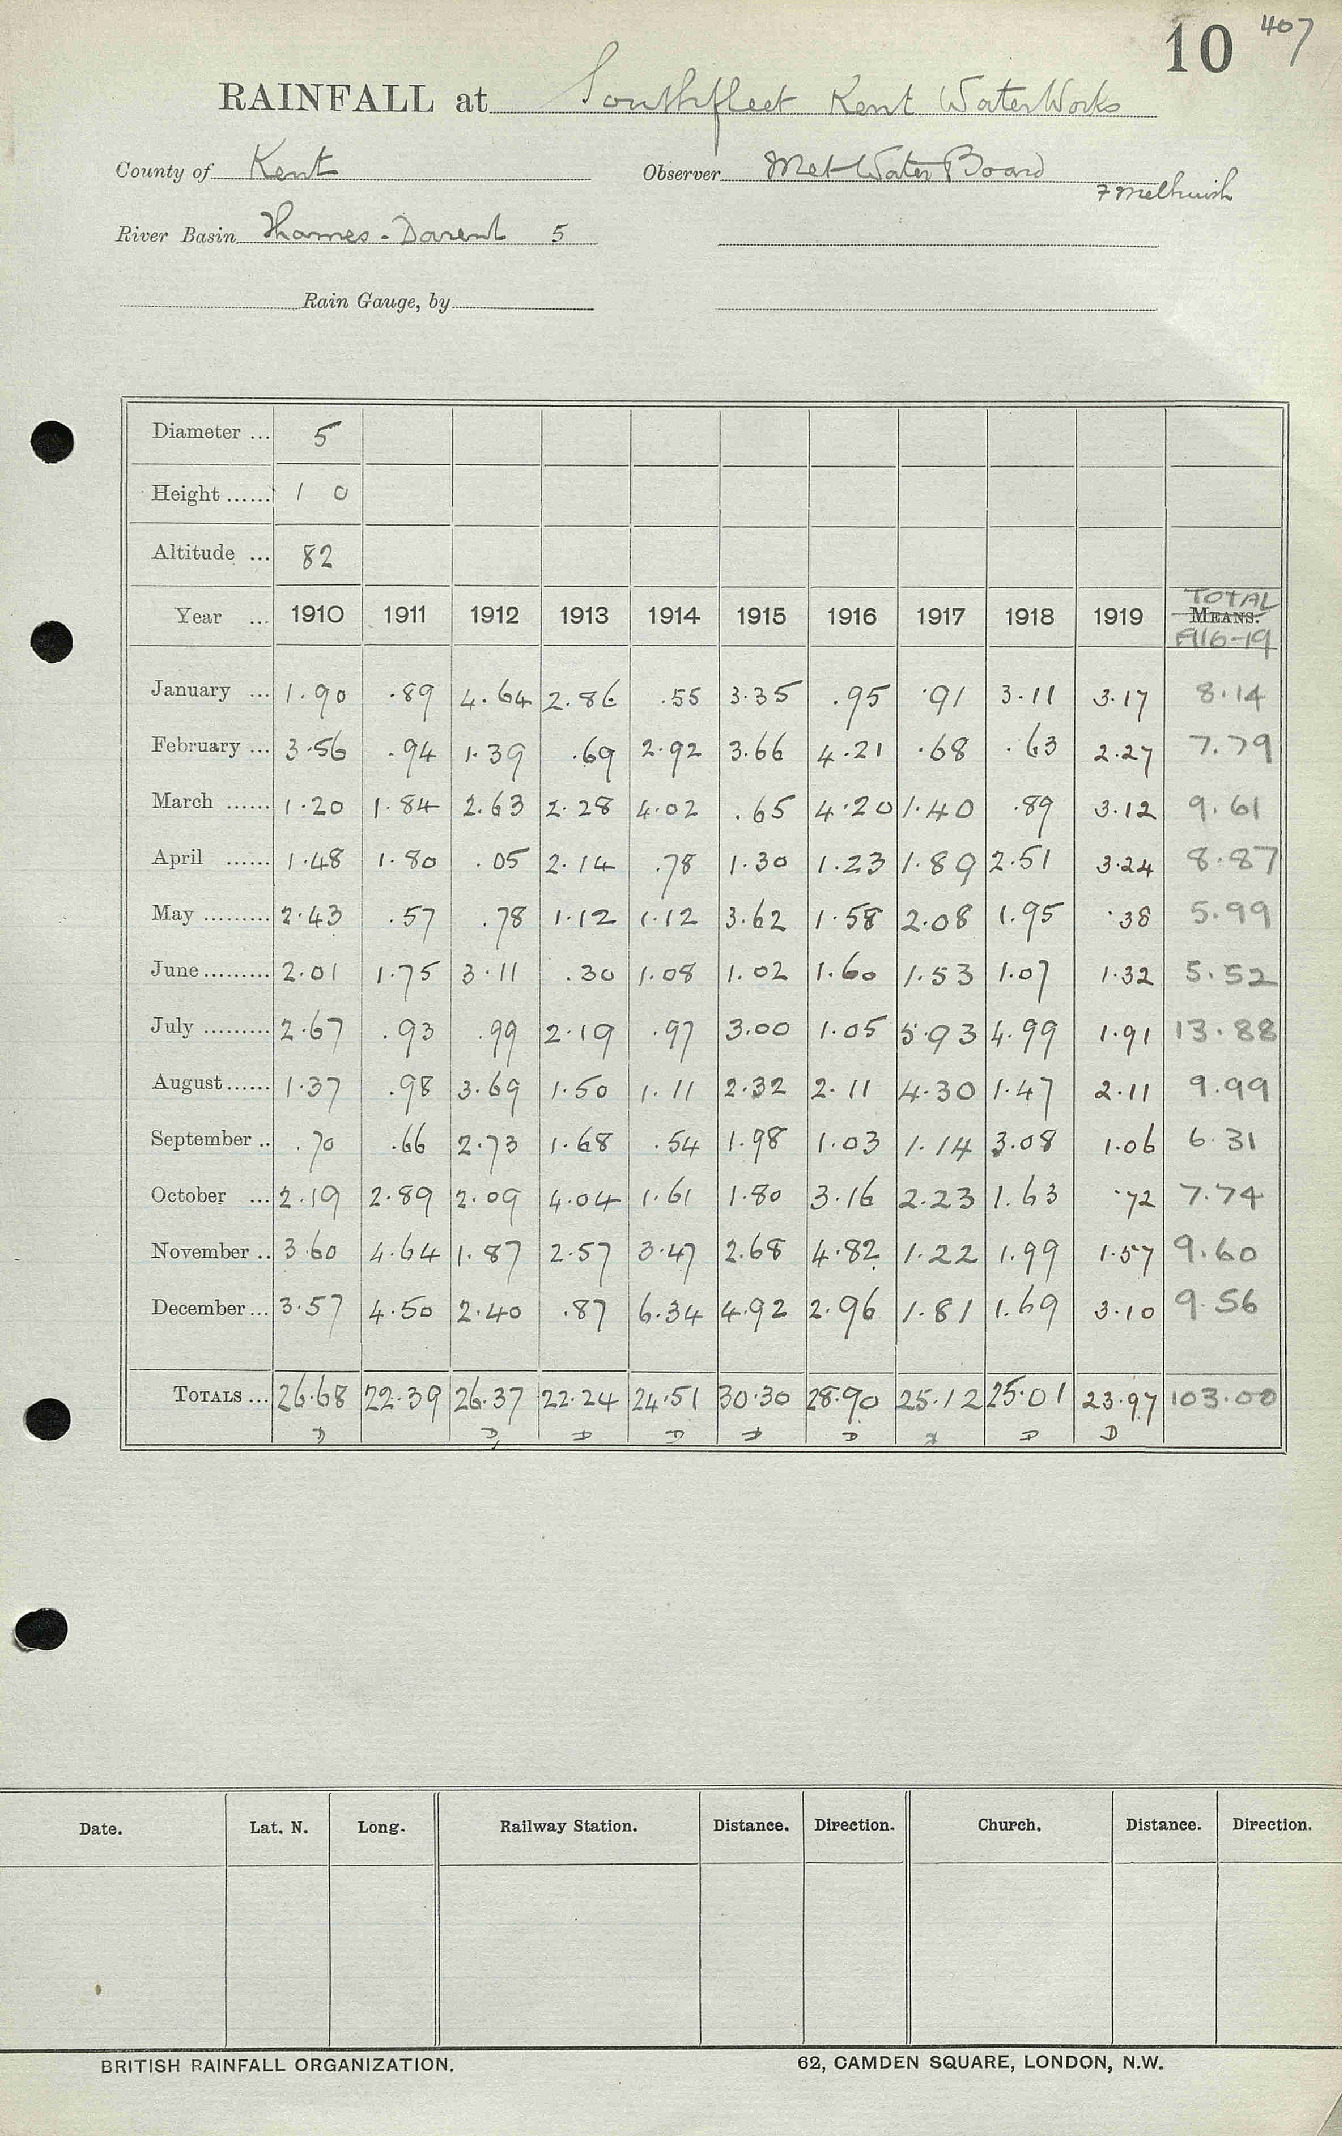 10 407
RAINFALL at Southfleet Kent WaterWorks
County of Kent Observer Met Water Board
F Melhuish
River Basin Thames - Darent 5
Rain Gauge, by
Diameter ... 5
Height ...... 1 0
Altitude ... 82
TOTAL
Year ... 1910 1911 1912 1913 1914 1915 1916 1917 1918 1919 MEANS.
1916-19
January ... 1.90 .89 4.64 2.86 .55 3.35 .95 .91 3.11 3.17 8.14
February ... 3.56 .94 1.39 .69 2.92 3.66 4.21 .68 .63 2.27 7.79
March ...... 1.20 1.84 2.63 2.28 4.02 .65 4.20 1.40 .89 3.12 9.61
April ...... 1.48 1.80 .05 2.14 .78 1.30 1.23 1.89 2.51 3.24 8.87
May ......... 2.43 .57 .78 1.12 1.12 3.62 1.58 2.08 1.95 .38 5.99
June ......... 2.01 1.75 3.11 .30 1.08 1.02 1.60 1.53 1.07 1.32 5.52
July ......... 2.67 .93 .99 2.19 .97 3.00 1.05 5.93 4.99 1.91 13.88
August ...... 1.37 .98 3.69 1.50 1.11 2.32 2.11 4.30 1.47 2.11 9.99
September .. .70 .66 2.73 1.68 .54 1.98 1.03 1.14 3.08 1.06 6.31
October ... 2.19 2.89 2.09 4.04 1.61 1.80 3.16 2.23 1.63 .72 7.74
November .. 3.60 4.64 1.87 2.57 3.47 2.68 4.82 1.22 1.99 1.57 9.60
December ... 3.57 4.50 2.40 .87 6.34 4.92 2.96 1.81 1.69 3.10 9.56
TOTALS ... 26.68 22.39 26.37 22.24 24.51 30.30 28.90 25.12 25.01 23.97 103.00
D D D D D D D D
Date. Lat. N. Long. Railway Station. Distance. Direction. Church. Distance. Direction.
BRITISH RAINFALL ORGANIZATION. 62, CAMDEN SQUARE, LONDON, N.W.